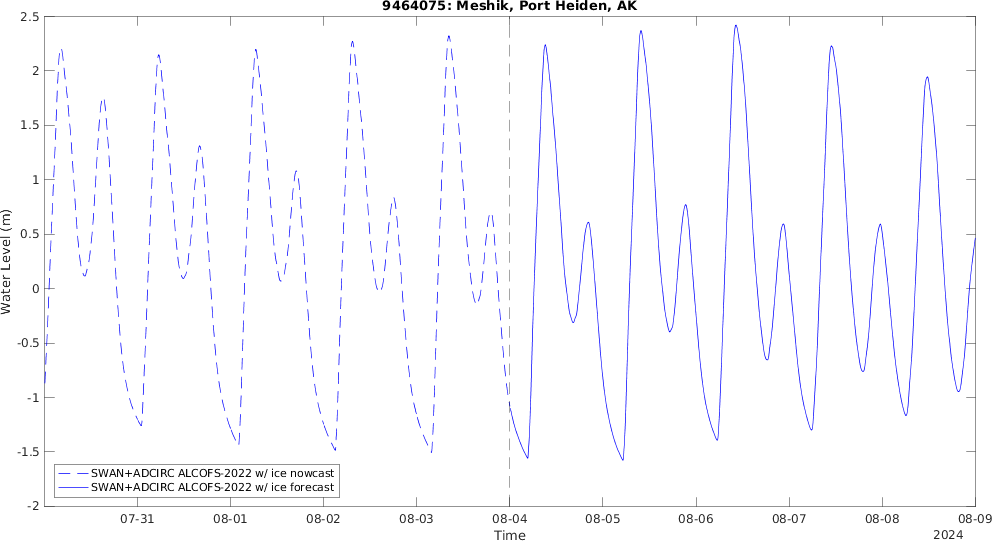 9464075: Meshik, Port Heiden, AK
Water Level (m)
2.5
2
1.5
1
0.5
0
-0.5
-1
-1.5
-2
SWAN+ADCIRC ALCOFS-2022 w/ ice nowcast
SWAN+ADCIRC ALCOFS-2022 w/ ice forecast
07-31 08-01 08-02 08-03 08-04 08-05 08-06 08-07 08-08 08-09
Time
2024